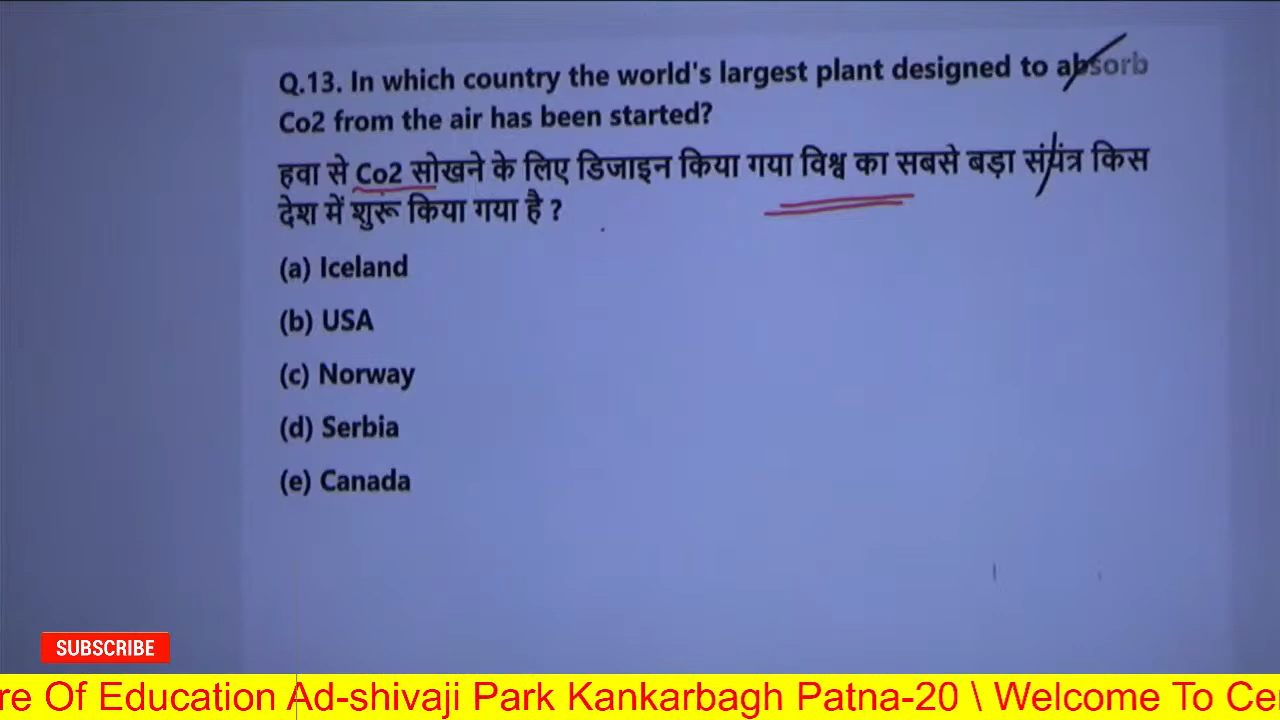 Q.13. In which country the world's largest plant designed to absorb
Co2 from the air has been started?
हवा से Co2 सोखने के लिए डिजाइन किया गया विश्व का सबसे बड़ा संयंत्र किस
देश में शुरू किया गया है ?
(a) Iceland
(b) USA
(c) Norway
(d) Serbia
(e) Canada
SUBSCRIBE
re Of Education Ad-shivaji Park Kankarbagh Patna-20 \ Welcome To Ce